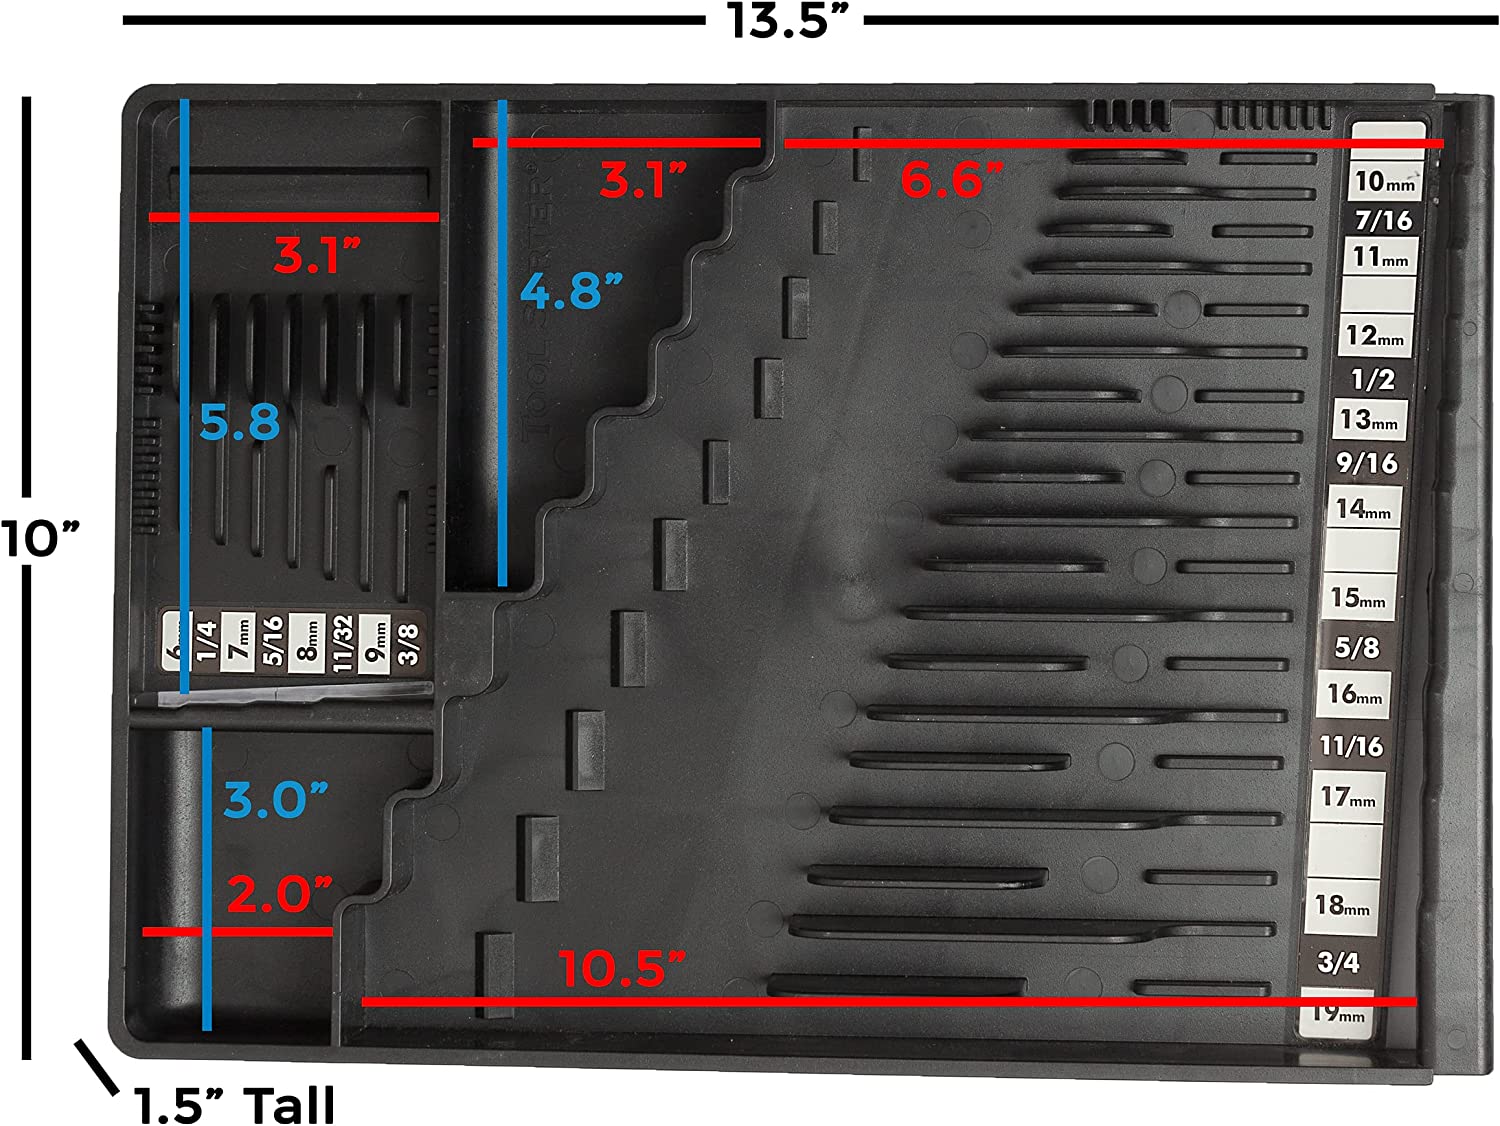 13.5”
3.1”
6.6”
3.1”
10mm
7/16
11mm
4.8”
TOOL SORTER
12mm
1/2
5.8
13mm
9/16
14mm
10”
15mm
6mm
1/4
7mm
5/16
8mm
11/32
9mm
3/8
5/8
16mm
11/16
3.0”
17mm
2.0”
18mm
10.5”
3/4
19mm
1.5” Tall